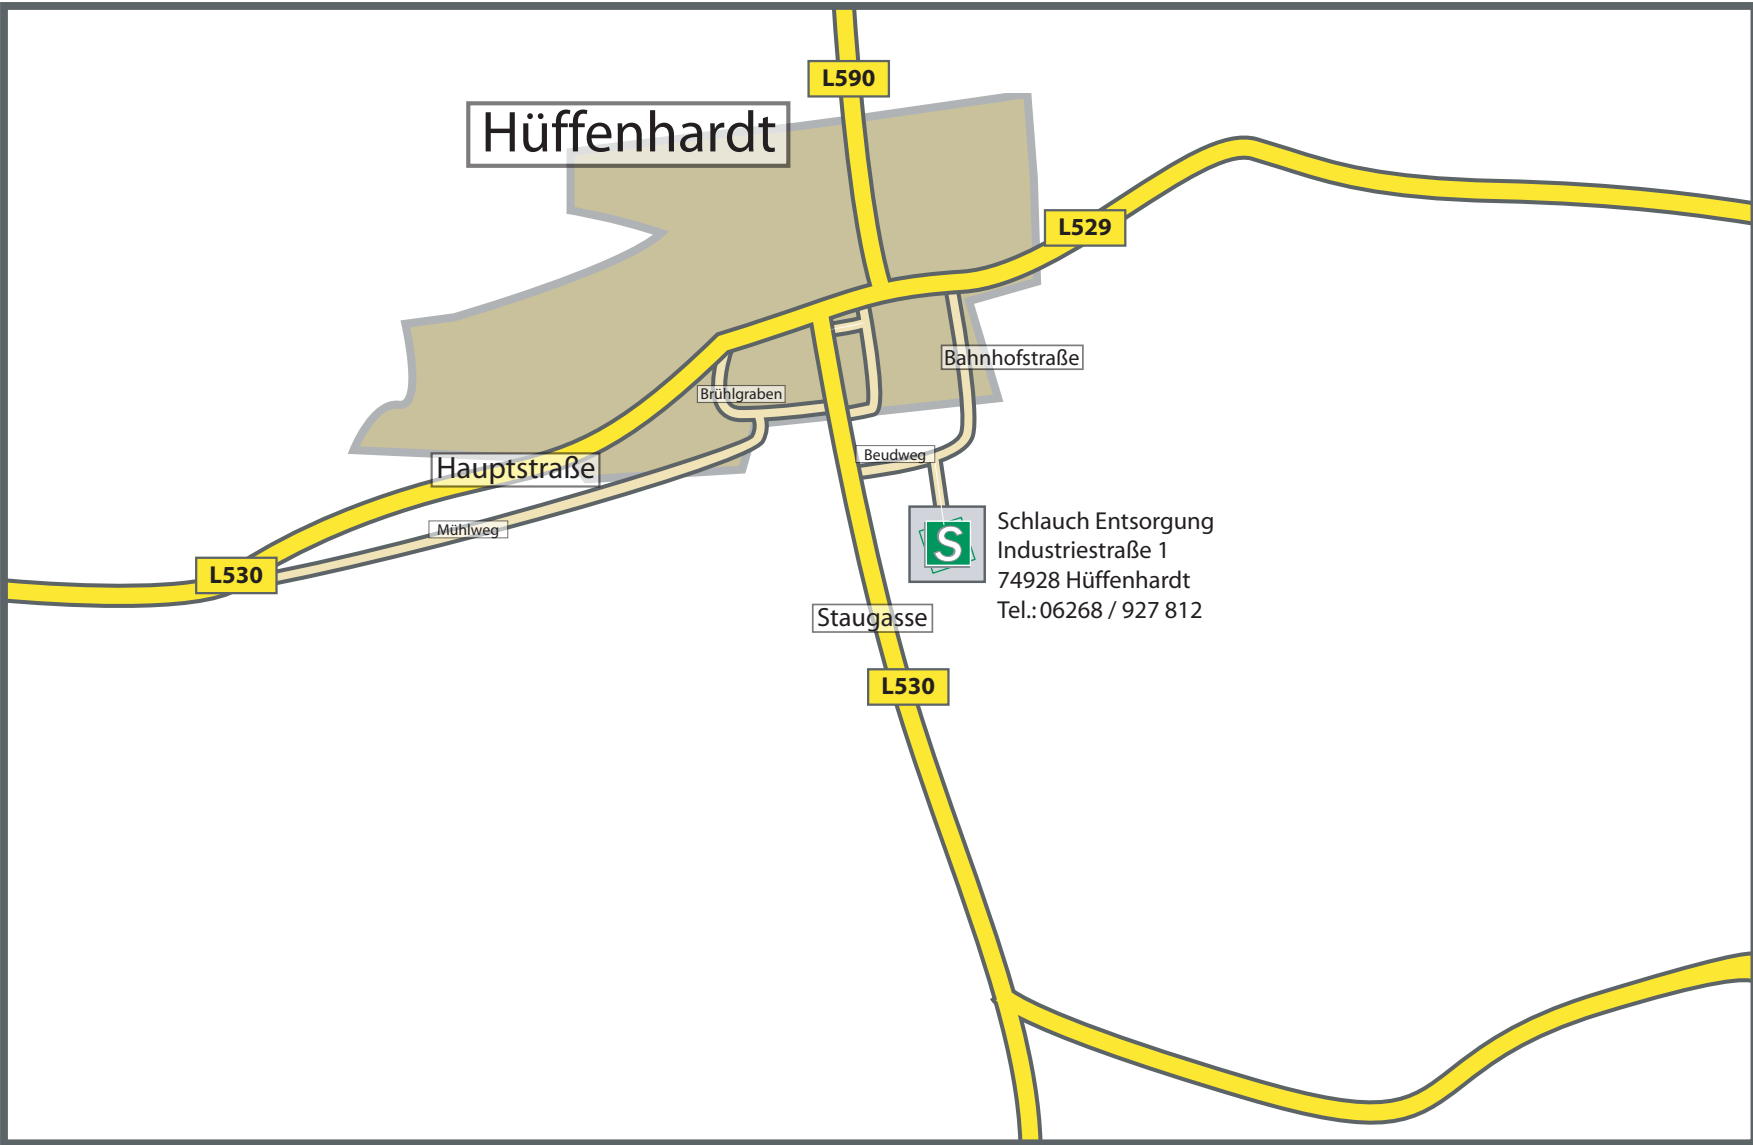 L590
Hüffenhardt
L529
Bahnhofstraße
Brühlgraben
Beudweg
Hauptstraße
Mühlweg
L530
S
Schlauch Entsorgung
Industriestraße 1
74928 Hüffenhardt
Tel.: 06268 / 927 812
Staugasse
L530